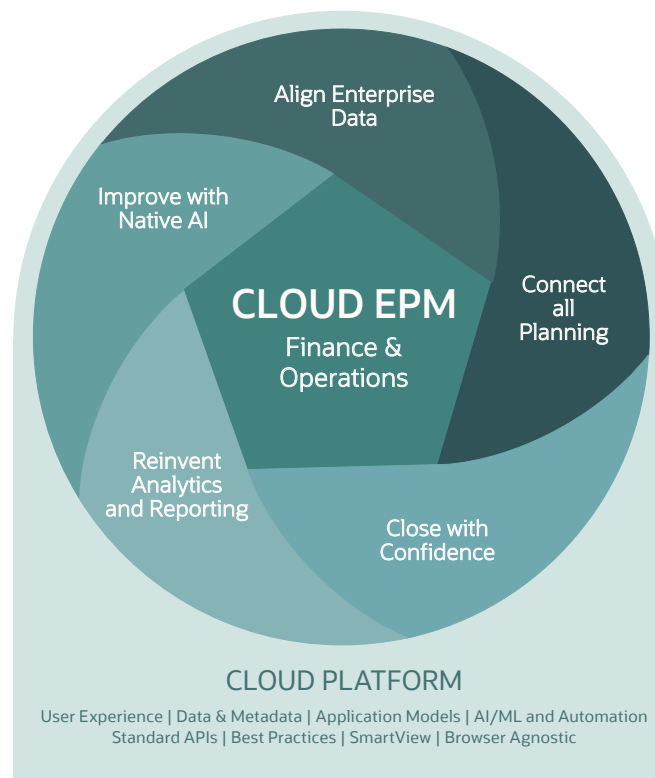 Align Enterprise
Data
Improve with
Native AI
Connect
all
Planning
CLOUD EPM
Finance &
Operations
Reinvent
Analytics
and Reporting
Close with
Confidence
CLOUD PLATFORM
User Experience | Data & Metadata | Application Models | AI/ML and Automation
Standard APIs | Best Practices | SmartView | Browser Agnostic